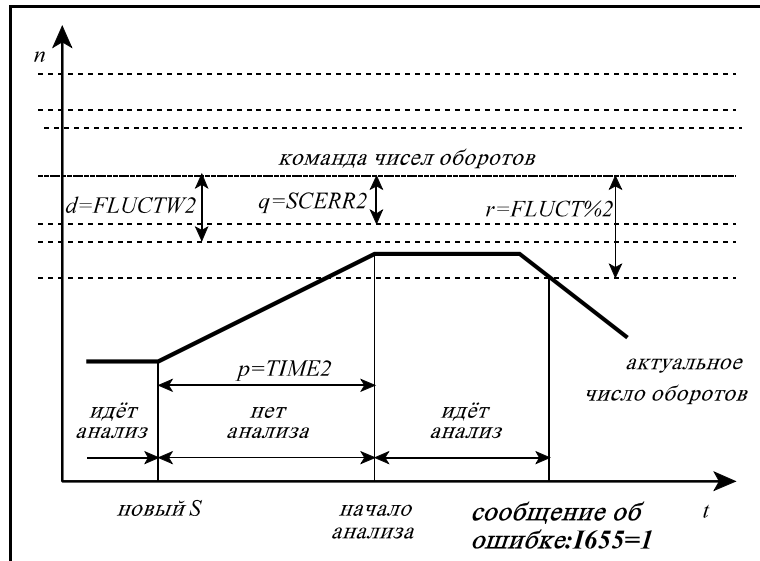 n
команда чисел оборотов
d=FLUCTW2
q=SCERR2
r=FLUCT%2
p=TIME2
актуальное
число оборотов
идёт
анализ
нет
анализа
идёт
анализ
новый S
начало
анализа
сообщение об
ошибке:I655=1
t